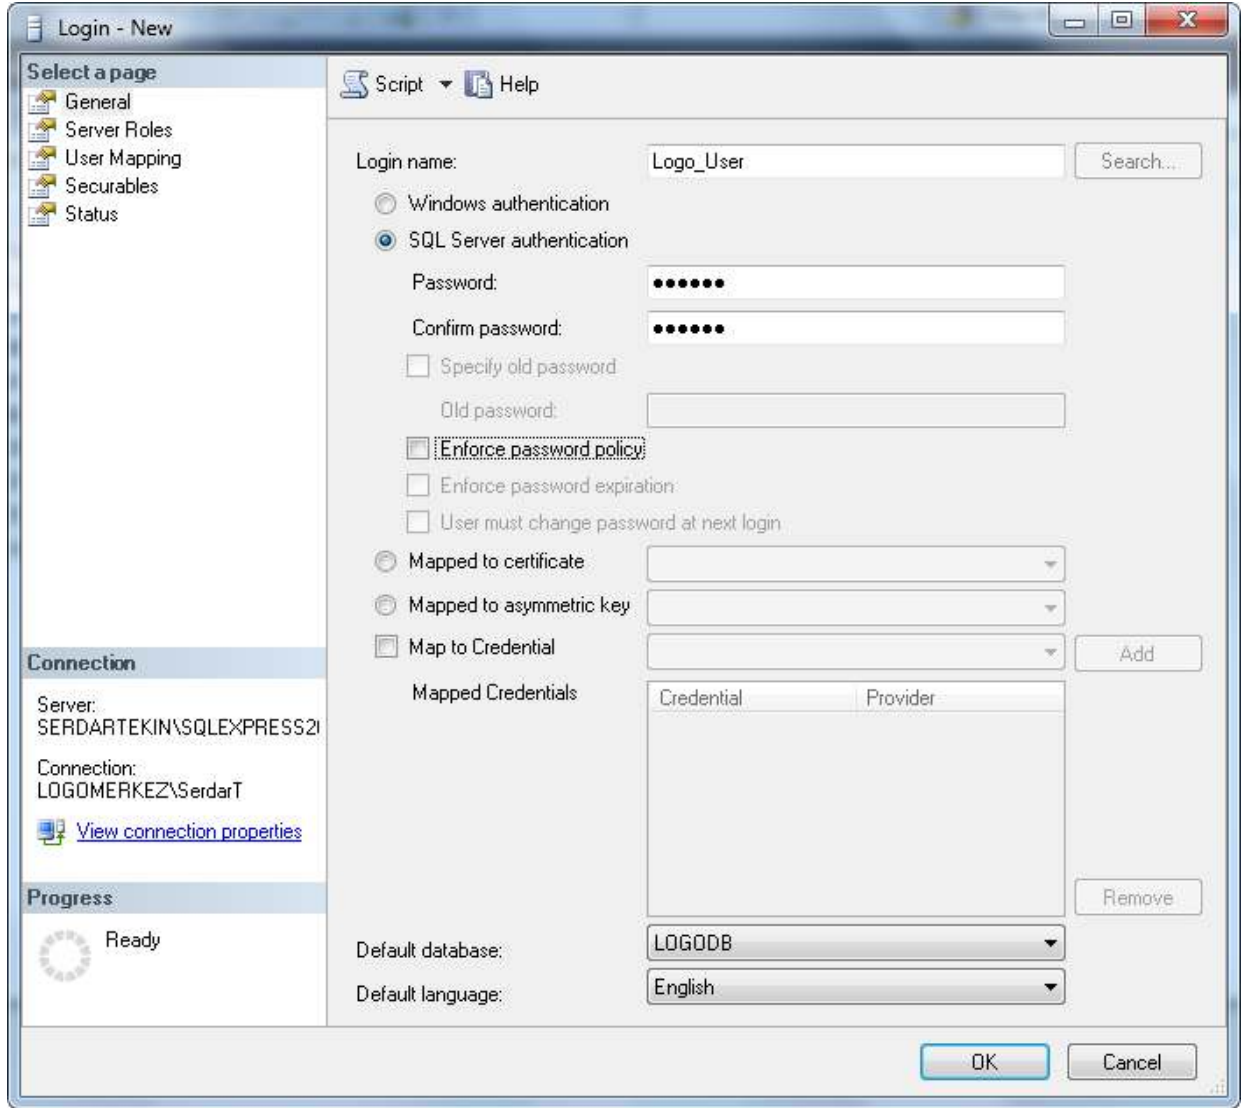 Login - New
Select a page
General
Server Roles
User Mapping
Securables
Status
Connection
Server:
SERDARTEKIN\SQLEXPRESS2
Connection:
LOGOMERKEZ\SerdarT
View connection properties
Progress
Ready
Script
Help
Login name:
Logo_User
Search...
Windows authentication
SQL Server authentication
Password:
●●●●●●
Confirm password:
●●●●●●
Specify old password
Old password:
Enforce password policy
Enforce password expiration
User must change password at next login
Mapped to certificate
Mapped to asymmetric key
Map to Credential
Add
Mapped Credentials
Credential
Provider
Remove
Default database:
LOGODB
Default language:
English
OK
Cancel